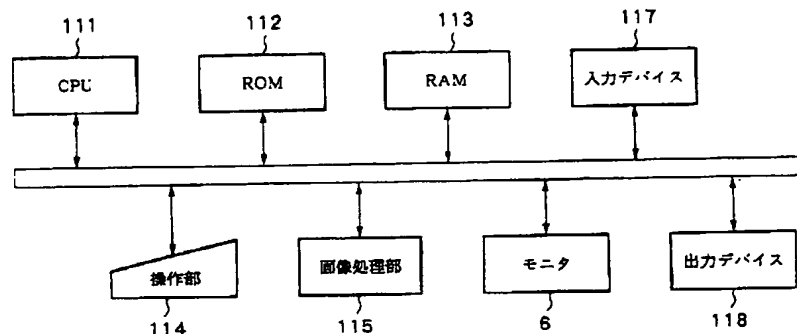 111
112
113
117
CPU
ROM
RAM
入力デバイス
操作部
画像処理部
モニタ
出力デバイス
114
115
6
118